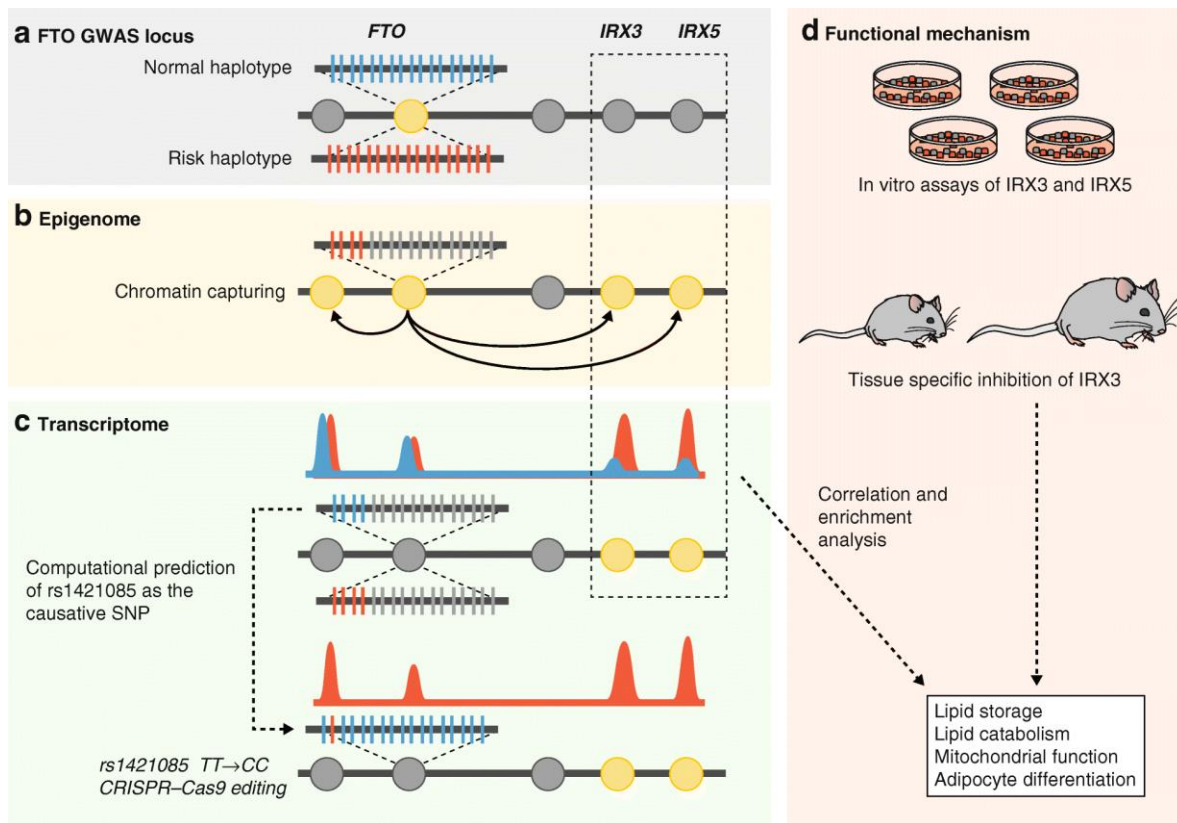 a FTO GWAS locus
FTO
IRX3
IRX5
Normal haplotype
Risk haplotype
b Epigenome
Chromatin capturing
c Transcriptome
Computational prediction
of rs1421085 as the
causative SNP
rs1421085 TT→CC
CRISPR–Cas9 editing
Correlation and
enrichment
analysis
d Functional mechanism
In vitro assays of IRX3 and IRX5
Tissue specific inhibition of IRX3
Lipid storage
Lipid catabolism
Mitochondrial function
Adipocyte differentiation